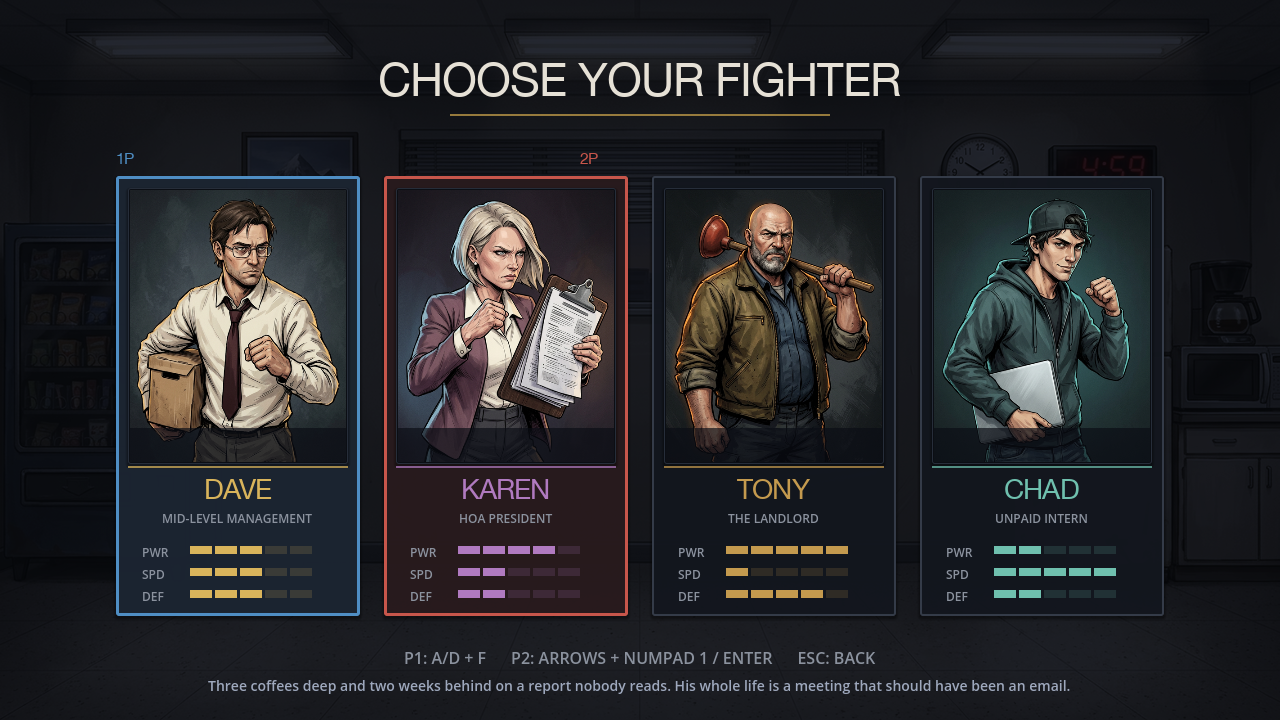 CHOOSE YOUR FIGHTER
4:59
1P
2P
DAVE
MID-LEVEL MANAGEMENT
PWR
SPD
DEF
KAREN
HOA PRESIDENT
PWR
SPD
DEF
TONY
THE LANDLORD
PWR
SPD
DEF
CHAD
UNPAID INTERN
PWR
SPD
DEF
P1: A/D + F P2: ARROWS + NUMPAD 1 / ENTER ESC: BACK
Three coffees deep and two weeks behind on a report nobody reads. His whole life is a meeting that should have been an email.